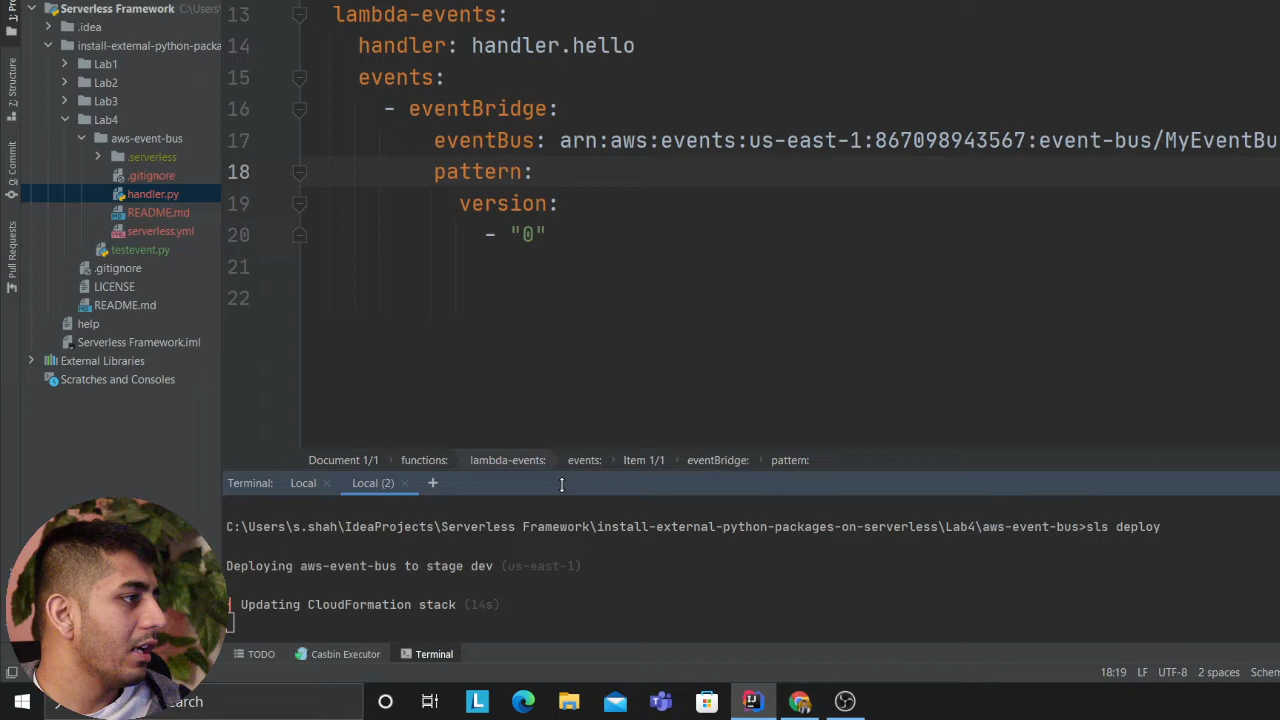 Serverless Framework C:\Users
.idea
install-external-python-packa
Lab1
Lab2
Lab3
Lab4
aws-event-bus
.serverless
.gitignore
handler.py
README.md
serverless.yml
testevent.py
.gitignore
LICENSE
README.md
help
Serverless Framework.iml
External Libraries
Scratches and Consoles
Z: Structure
Commit
Pull Requests
13 lambda-events:
14 handler: handler.hello
15 events:
16 - eventBridge:
17 eventBus: arn:aws:events:us-east-1:867098943567:event-bus/MyEventBu
18 pattern:
19 version:
20 - "0"
21
22
Document 1/1 functions: lambda-events: events: Item 1/1 eventBridge: pattern:
Terminal: Local Local (2)
C:\Users\s.shah\IdeaProjects\Serverless Framework\install-external-python-packages-on-serverless\Lab4\aws-event-bus>sls deploy
Deploying aws-event-bus to stage dev (us-east-1)
Updating CloudFormation stack (14s)
TODO Casbin Executor Terminal
18:19 LF UTF-8 2 spaces
earch